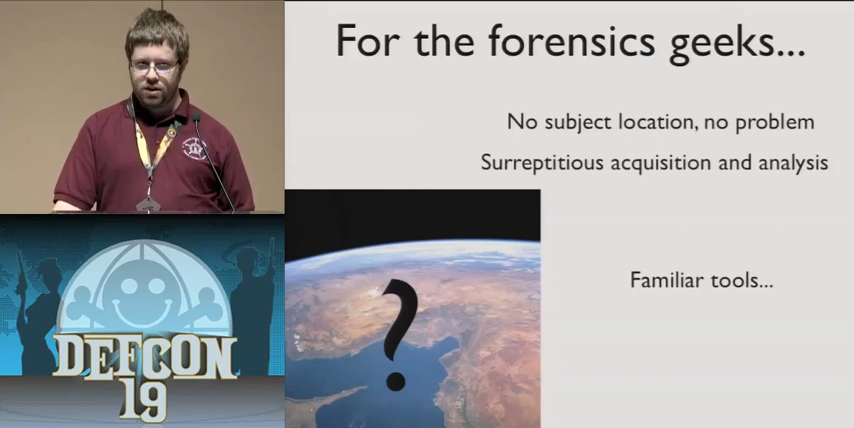 For the forensics geeks...
No subject location, no problem
Surreptitious acquisition and analysis
Familiar tools...
?
DEFCON
19